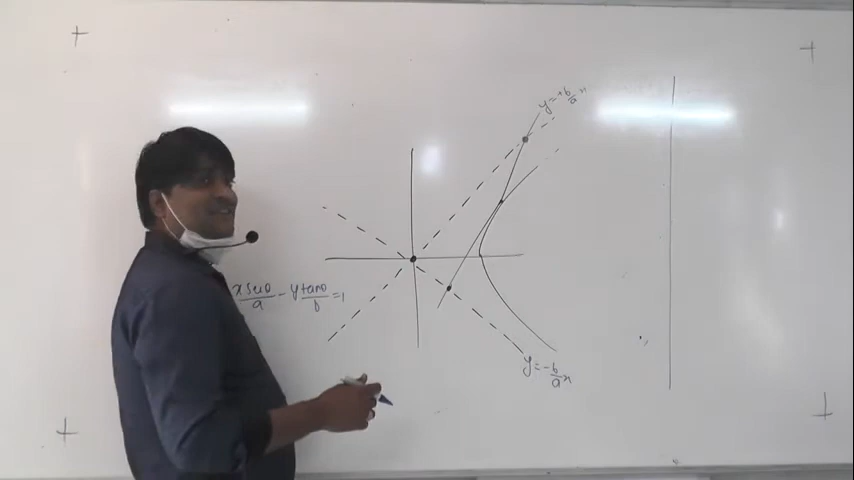 y=+b/a x
x secθ/a - y tanθ/b =1
y=-b/a x